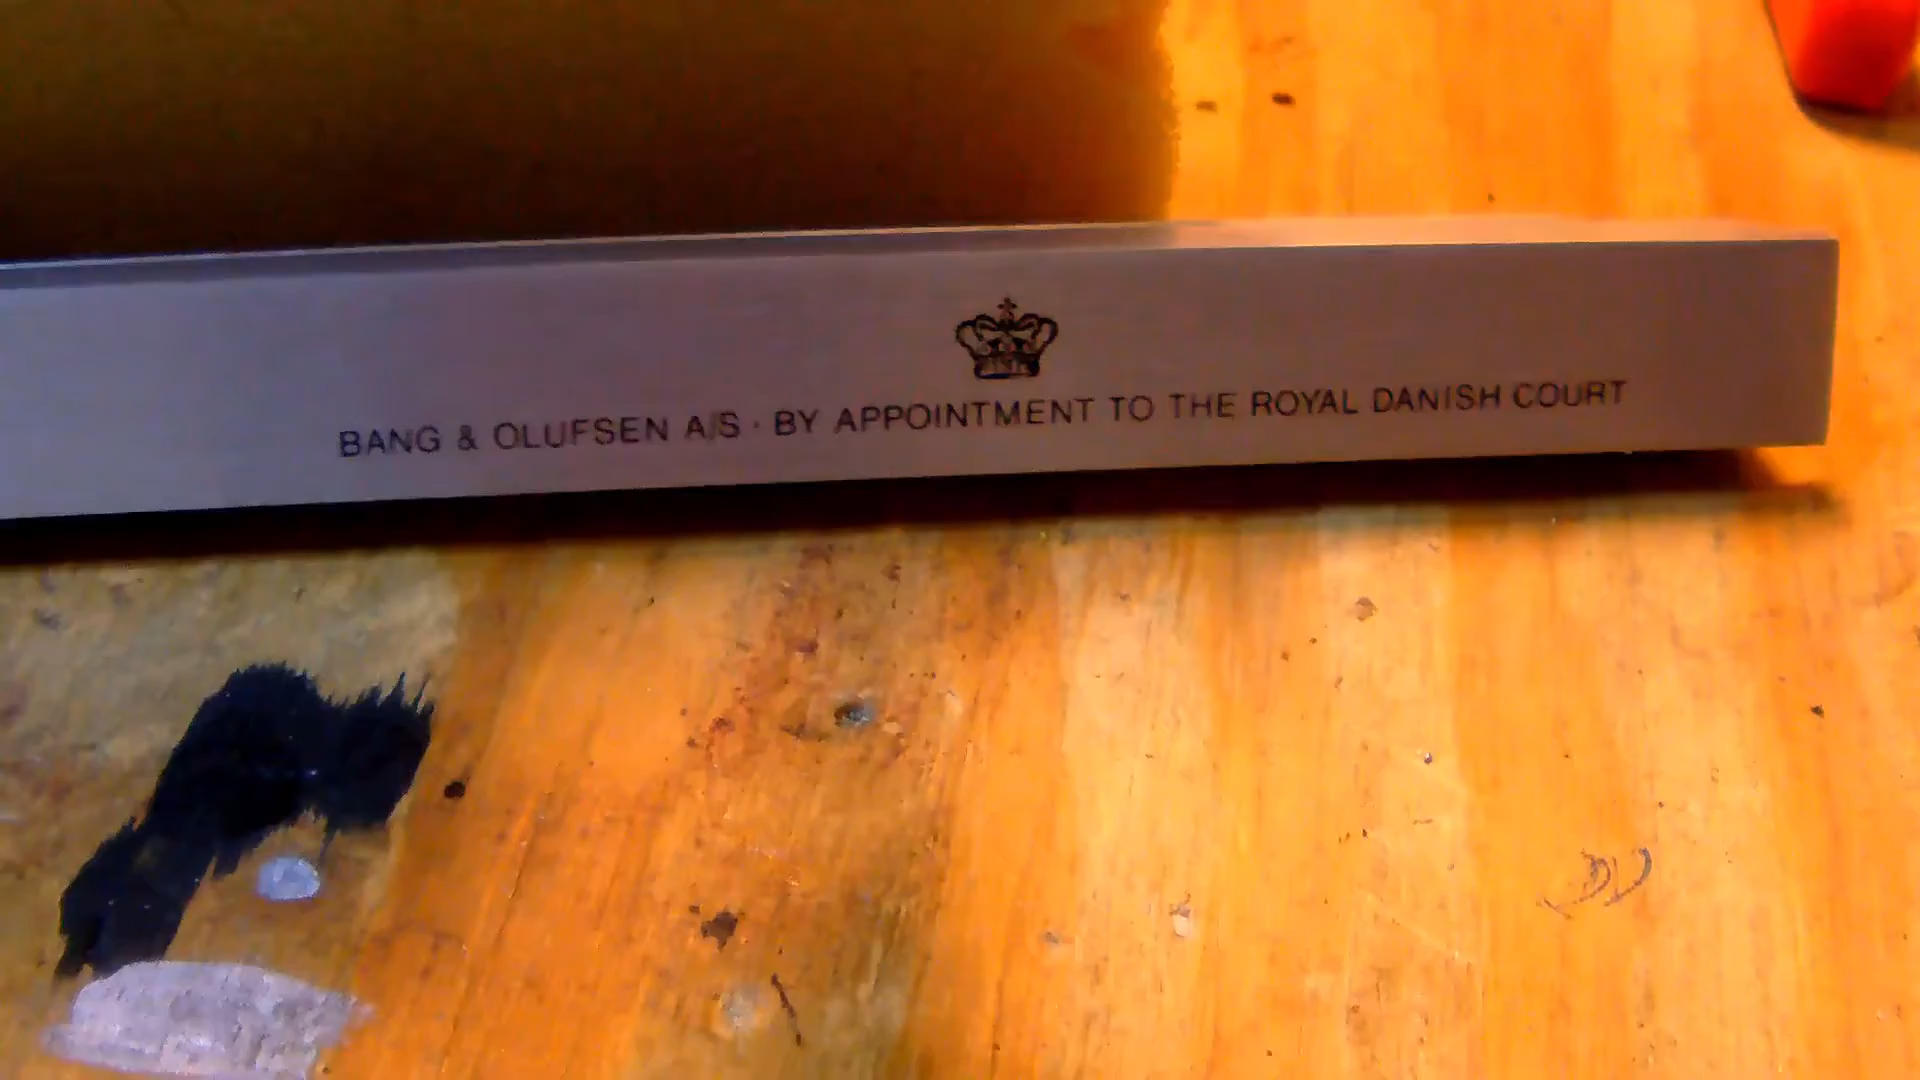 BANG & OLUFSEN A/S · BY APPOINTMENT TO THE ROYAL DANISH COURT